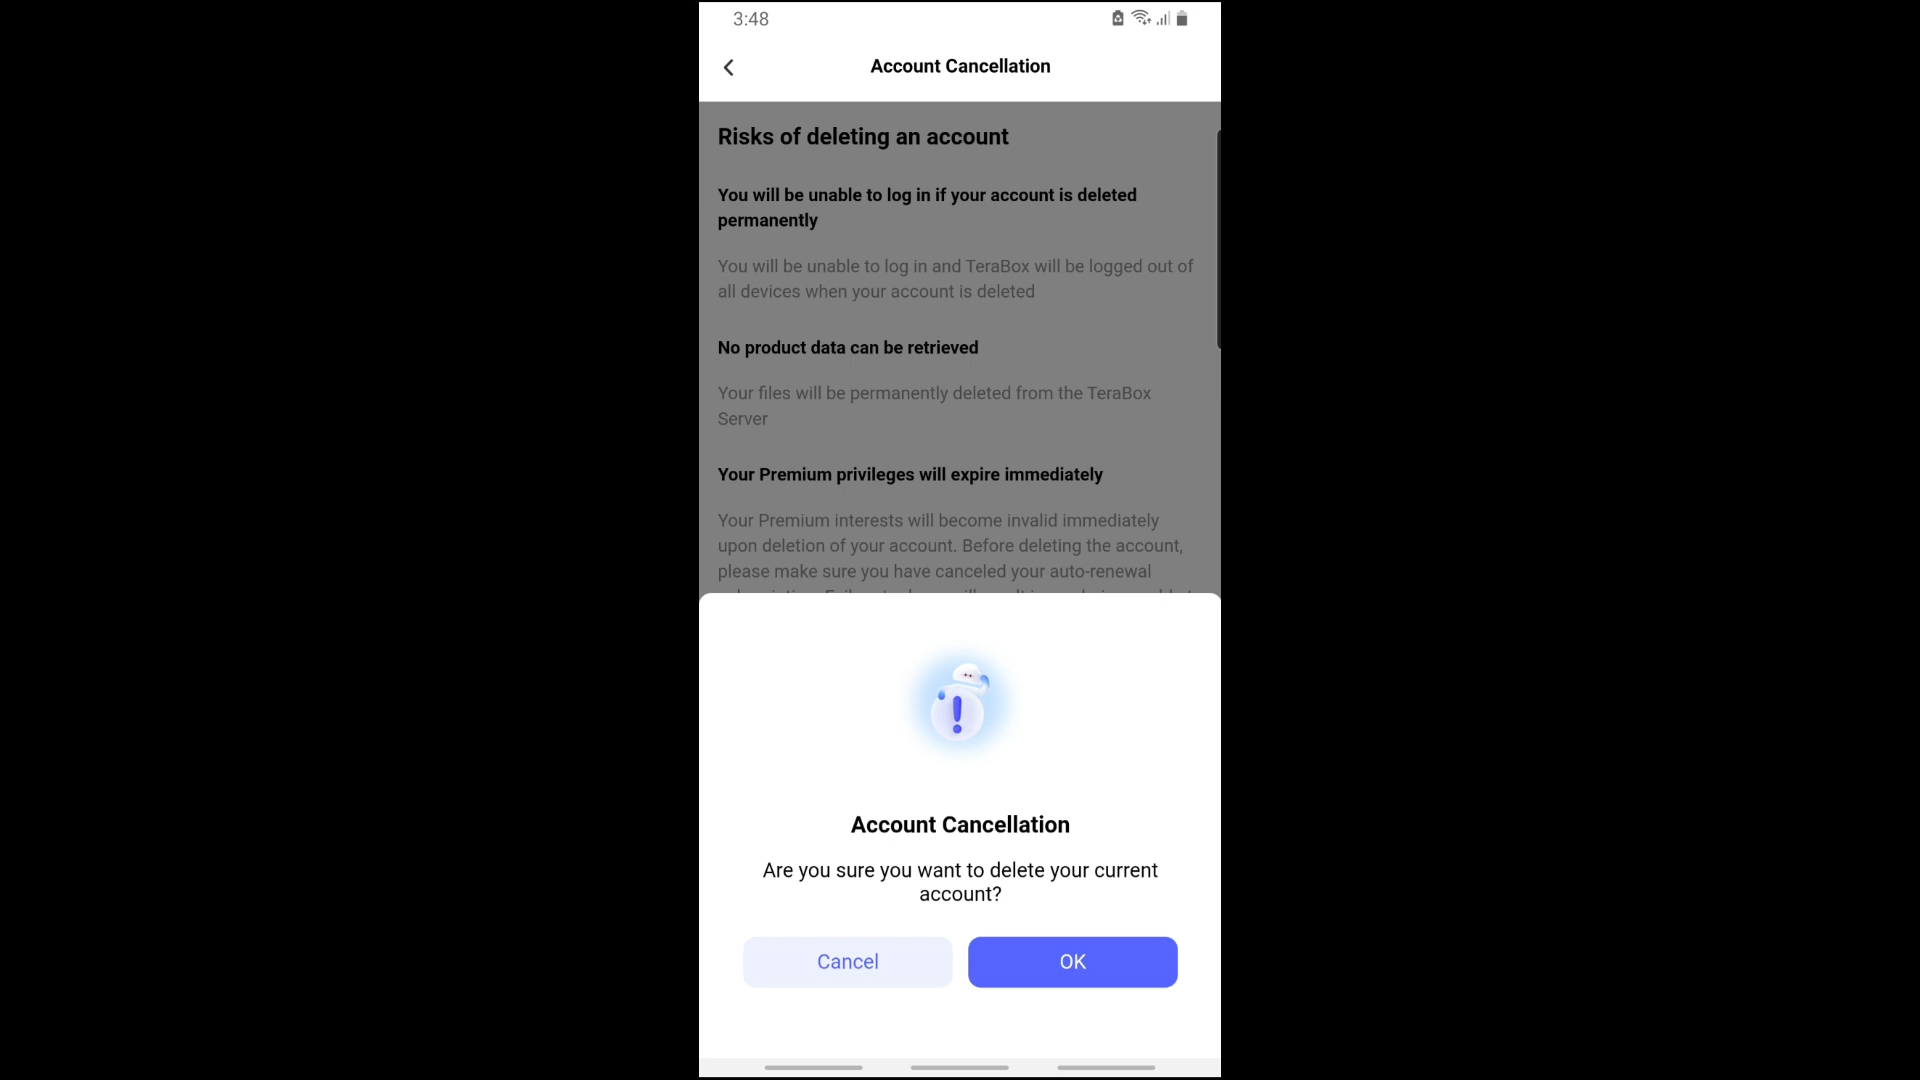 3:48
Account Cancellation
Risks of deleting an account
You will be unable to log in if your account is deleted
permanently
You will be unable to log in and TeraBox will be logged out of
all devices when your account is deleted
No product data can be retrieved
Your files will be permanently deleted from the TeraBox
Server
Your Premium privileges will expire immediately
Your Premium interests will become invalid immediately
upon deletion of your account. Before deleting the account,
please make sure you have canceled your auto-renewal
Account Cancellation
Are you sure you want to delete your current
account?
Cancel
OK